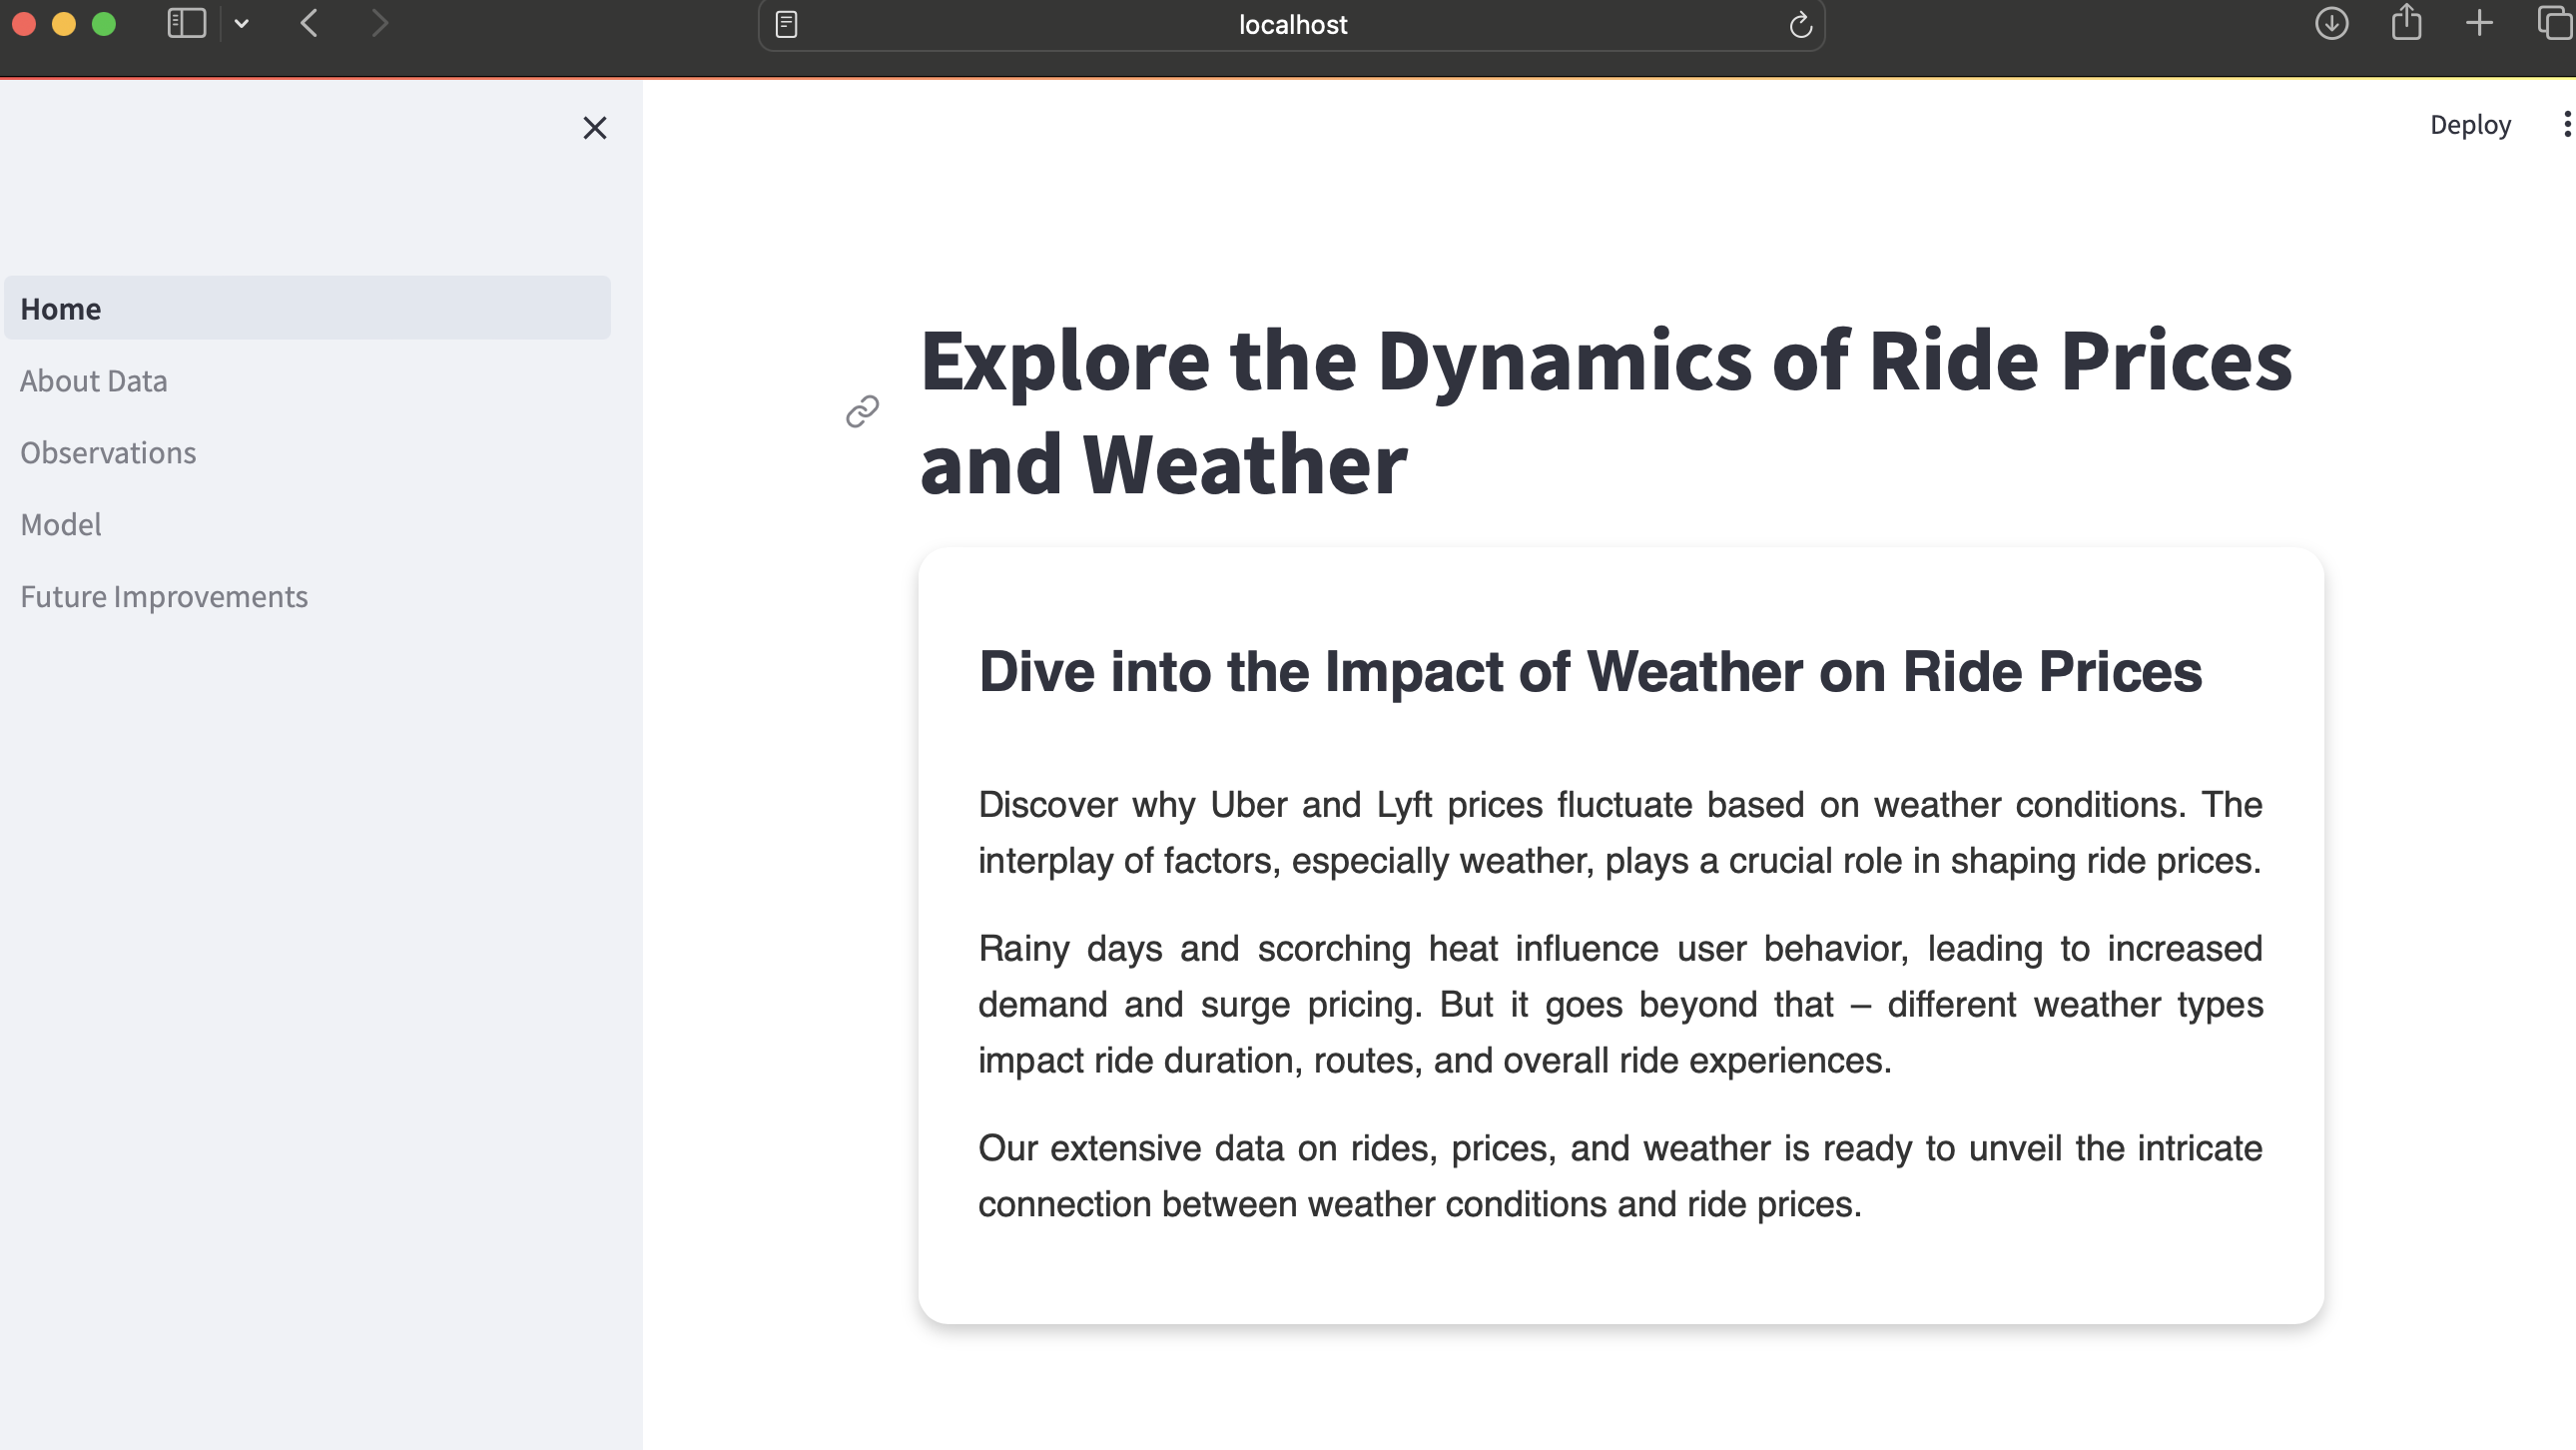 localhost
Deploy
Home
About Data
Observations
Model
Future Improvements
Explore the Dynamics of Ride Prices
and Weather
Dive into the Impact of Weather on Ride Prices
Discover why Uber and Lyft prices fluctuate based on weather conditions. The
interplay of factors, especially weather, plays a crucial role in shaping ride prices.
Rainy days and scorching heat influence user behavior, leading to increased
demand and surge pricing. But it goes beyond that – different weather types
impact ride duration, routes, and overall ride experiences.
Our extensive data on rides, prices, and weather is ready to unveil the intricate
connection between weather conditions and ride prices.